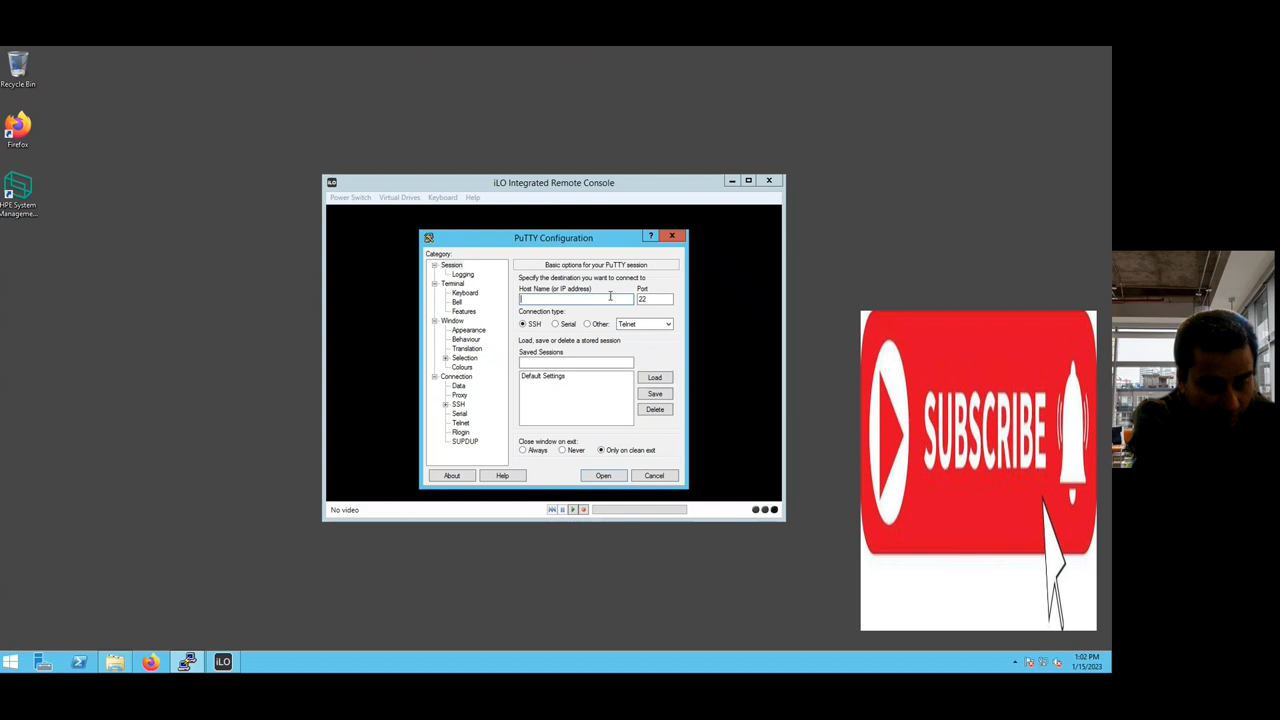 Recycle Bin
Firefox
HPE System
Manageme...
iLO Integrated Remote Console
Power Switch Virtual Drives Keyboard Help
PuTTY Configuration
?
Category:
Session
Logging
Terminal
Keyboard
Bell
Features
Window
Appearance
Behaviour
Translation
Selection
Colours
Connection
Data
Proxy
SSH
Serial
Telnet
Rlogin
SUPDUP
Basic options for your PuTTY session
Specify the destination you want to connect to
Host Name (or IP address) Port
22
Connection type:
SSH Serial Other: Telnet
Load, save or delete a stored session
Saved Sessions
Default Settings
Load
Save
Delete
Close window on exit:
Always Never Only on clean exit
About Help Open Cancel
No video
SUBSCRIBE
iLO
1:02 PM
1/15/2023